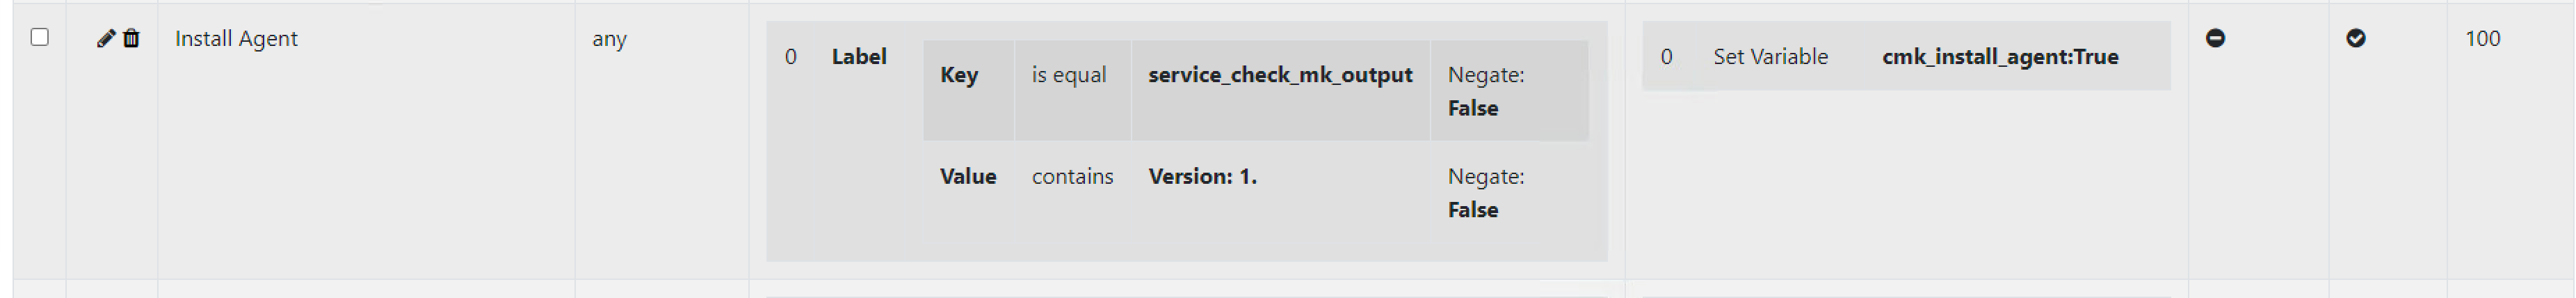 Install Agent any 0 Label Key is equal service_check_mk_output Negate: False 0 Set Variable cmk_install_agent:True 100
Value contains Version: 1. Negate: False